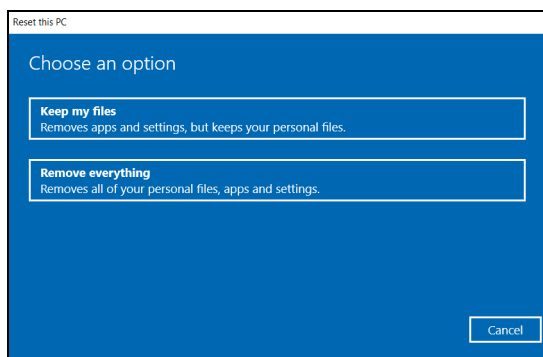 Reset this PC
Choose an option
Keep my files
Removes apps and settings, but keeps your personal files.
Remove everything
Removes all of your personal files, apps and settings.
Cancel